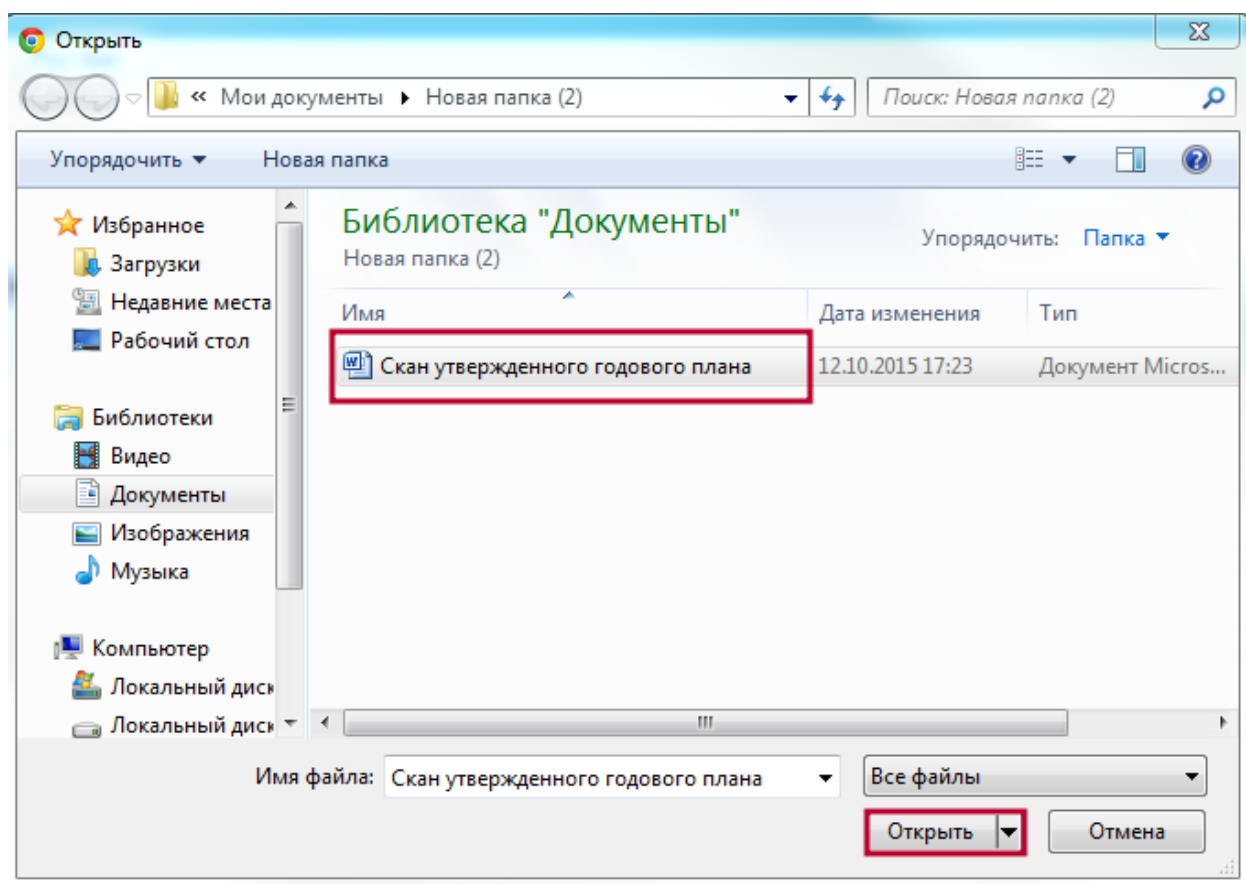 Открыть
« Мои документы Новая папка (2)
Поиск: Новая папка (2)
Упорядочить Новая папка
Избранное
Загрузки
Недавние места
Рабочий стол
Библиотеки
Видео
Документы
Изображения
Музыка
Компьютер
Локальный диск
Локальный диск
Библиотека "Документы"
Новая папка (2)
Упорядочить: Папка
Имя Дата изменения Тип
Скан утвержденного годового плана 12.10.2015 17:23 Документ Micros...
Имя файла: Скан утвержденного годового плана Все файлы
Открыть Отмена